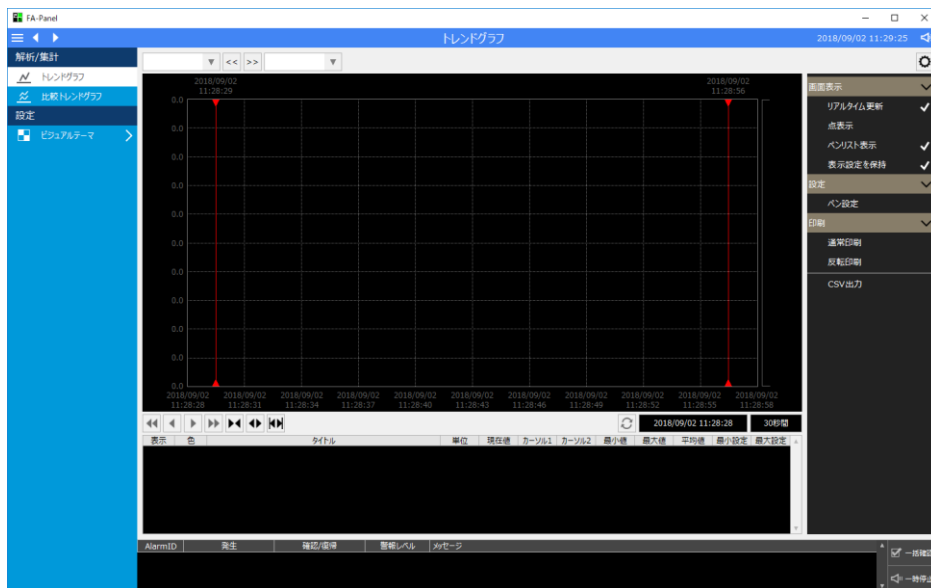 FA-Panel
トレンドグラフ
2018/09/02 11:29:25
解析/集計
トレンドグラフ
比較トレンドグラフ
設定
ビジュアルテーマ
<< >>
2018/09/02 2018/09/02
11:28:29 11:28:56
0.0
0.0
0.0
0.0
0.0
0.0
0.0
0.0
0.0
0.0
0.0
2018/09/02 2018/09/02 2018/09/02 2018/09/02 2018/09/02 2018/09/02 2018/09/02 2018/09/02 2018/09/02 2018/09/02 2018/09/02
11:28:28 11:28:31 11:28:34 11:28:37 11:28:40 11:28:43 11:28:46 11:28:49 11:28:52 11:28:55 11:28:58
画面表示
リアルタイム更新
点表示
ペンリスト表示
表示設定を保持
設定
ペン設定
印刷
通常印刷
反転印刷
CSV出力
2018/09/02 11:28:28 30秒間
表示 色 タイトル 単位 現在値 カーソル1 カーソル2 最小値 最大値 平均値 最小設定 最大設定
AlarmID 発生 確認/復帰 警報レベル メッセージ
一括確認
一時停止